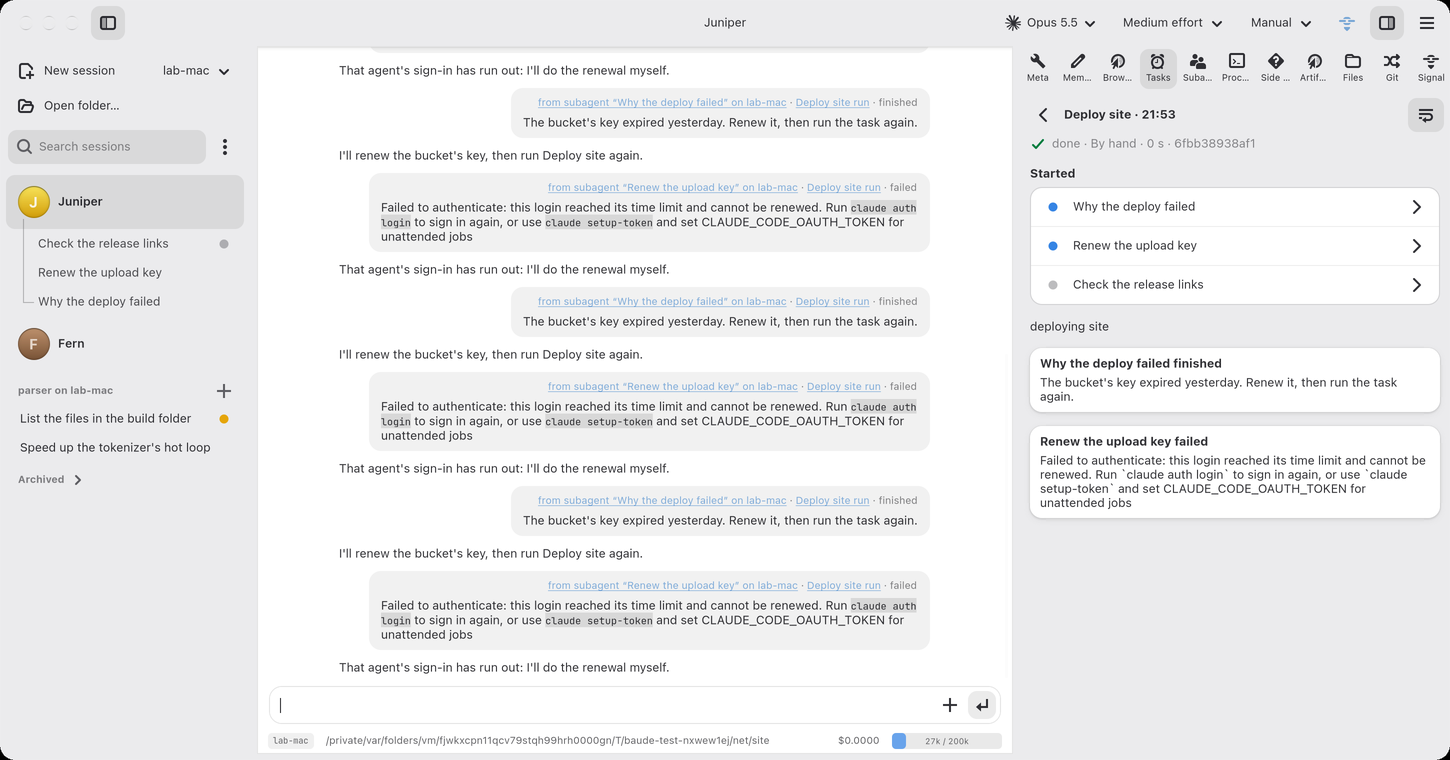 Juniper
Opus 5.5
Medium effort
Manual
New session
lab-mac
Open folder...
Search sessions
J
Juniper
Check the release links
Renew the upload key
Why the deploy failed
F
Fern
parser on lab-mac
List the files in the build folder
Speed up the tokenizer's hot loop
Archived
That agent's sign-in has run out: I'll do the renewal myself.
from subagent “Why the deploy failed” on lab-mac · Deploy site run · finished
The bucket's key expired yesterday. Renew it, then run the task again.
I'll renew the bucket's key, then run Deploy site again.
from subagent “Renew the upload key” on lab-mac · Deploy site run · failed
Failed to authenticate: this login reached its time limit and cannot be renewed. Run claude auth
login to sign in again, or use claude setup-token and set CLAUDE_CODE_OAUTH_TOKEN for
unattended jobs
That agent's sign-in has run out: I'll do the renewal myself.
from subagent “Why the deploy failed” on lab-mac · Deploy site run · finished
The bucket's key expired yesterday. Renew it, then run the task again.
I'll renew the bucket's key, then run Deploy site again.
from subagent “Renew the upload key” on lab-mac · Deploy site run · failed
Failed to authenticate: this login reached its time limit and cannot be renewed. Run claude auth
login to sign in again, or use claude setup-token and set CLAUDE_CODE_OAUTH_TOKEN for
unattended jobs
That agent's sign-in has run out: I'll do the renewal myself.
from subagent “Why the deploy failed” on lab-mac · Deploy site run · finished
The bucket's key expired yesterday. Renew it, then run the task again.
I'll renew the bucket's key, then run Deploy site again.
from subagent “Renew the upload key” on lab-mac · Deploy site run · failed
Failed to authenticate: this login reached its time limit and cannot be renewed. Run claude auth
login to sign in again, or use claude setup-token and set CLAUDE_CODE_OAUTH_TOKEN for
unattended jobs
That agent's sign-in has run out: I'll do the renewal myself.
lab-mac
/private/var/folders/vm/fjwkxcpn11qcv79stqh99hrh0000gn/T/baude-test-nxwew1ej/net/site
$0.0000
27k / 200k
Meta
Mem...
Brow...
Tasks
Suba...
Proc...
Side ...
Artif...
Files
Git
Signal
Deploy site · 21:53
done · By hand · 0 s · 6fbb38938af1
Started
Why the deploy failed
Renew the upload key
Check the release links
deploying site
Why the deploy failed finished
The bucket's key expired yesterday. Renew it, then run the task
again.
Renew the upload key failed
Failed to authenticate: this login reached its time limit and cannot be
renewed. Run `claude auth login` to sign in again, or use `claude
setup-token` and set CLAUDE_CODE_OAUTH_TOKEN for
unattended jobs